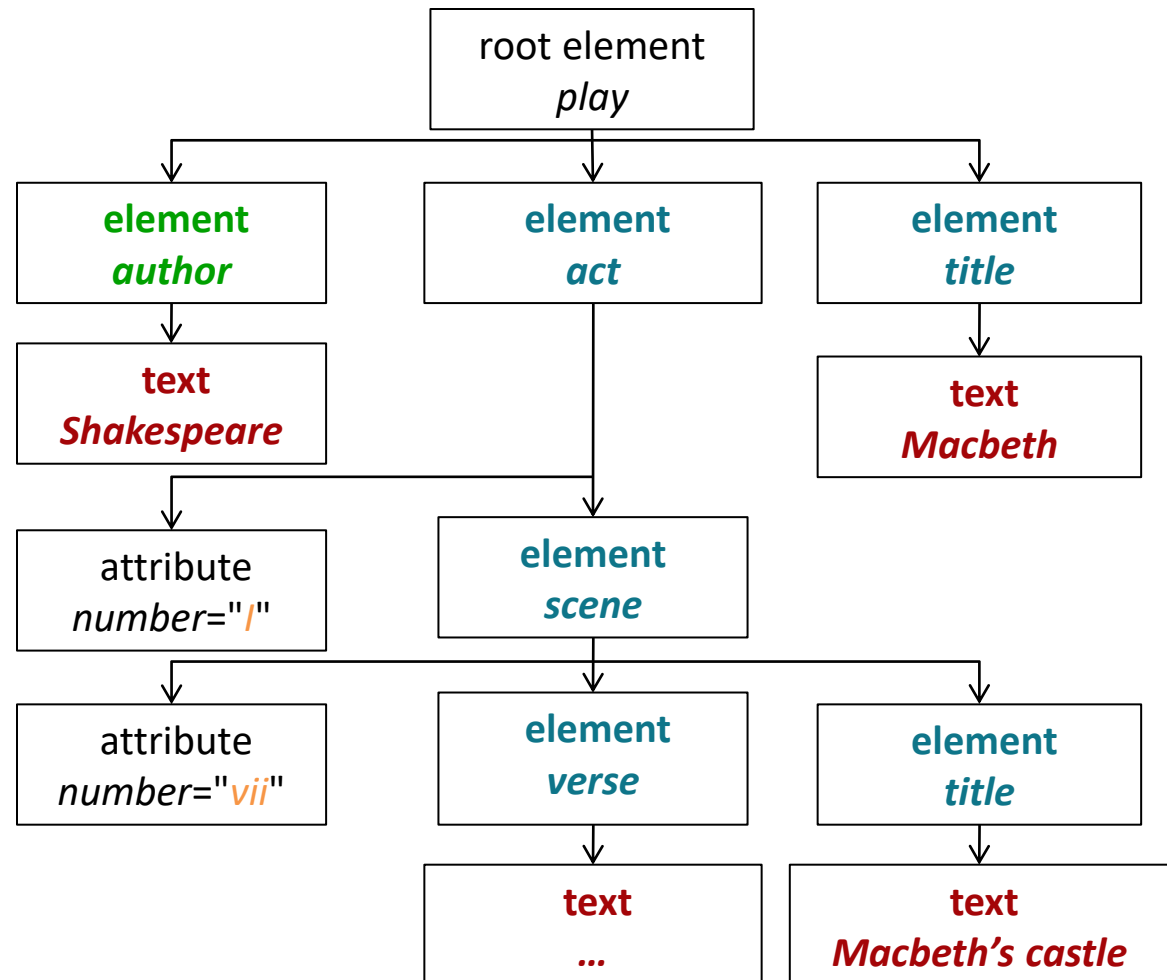 root element
play
element
author
element
act
element
title
text
Shakespeare
text
Macbeth
attribute
number="I"
element
scene
attribute
number="vii"
element
verse
element
title
text
...
text
Macbeth’s castle